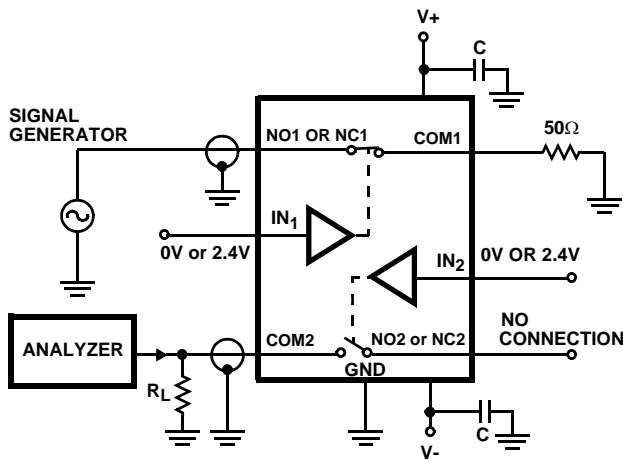 V+
C
SIGNAL
GENERATOR
NO1 OR NC1
COM1
50Ω
IN1
0V or 2.4V
IN2
0V OR 2.4V
NO
CONNECTION
ANALYZER
COM2
NO2 or NC2
GND
RL
C
V-